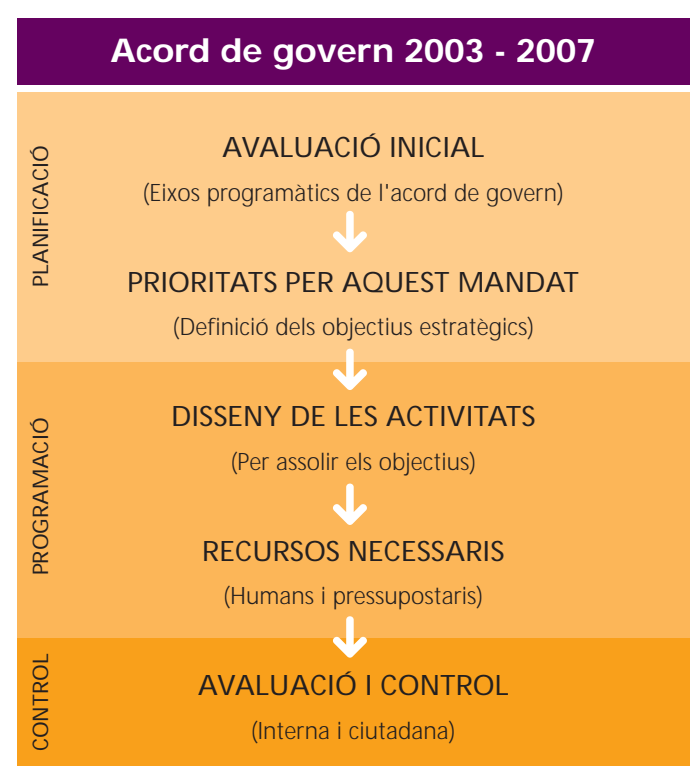 Acord de govern 2003 - 2007
PLANIFICACIÓ
AVALUACIÓ INICIAL
(Eixos programàtics de l'acord de govern)
PRIORITATS PER AQUEST MANDAT
(Definició dels objectius estratègics)
PROGRAMACIÓ
DISSENY DE LES ACTIVITATS
(Per assolir els objectius)
RECURSOS NECESSARIS
(Humans i pressupostaris)
CONTROL
AVALUACIÓ I CONTROL
(Interna i ciutadana)